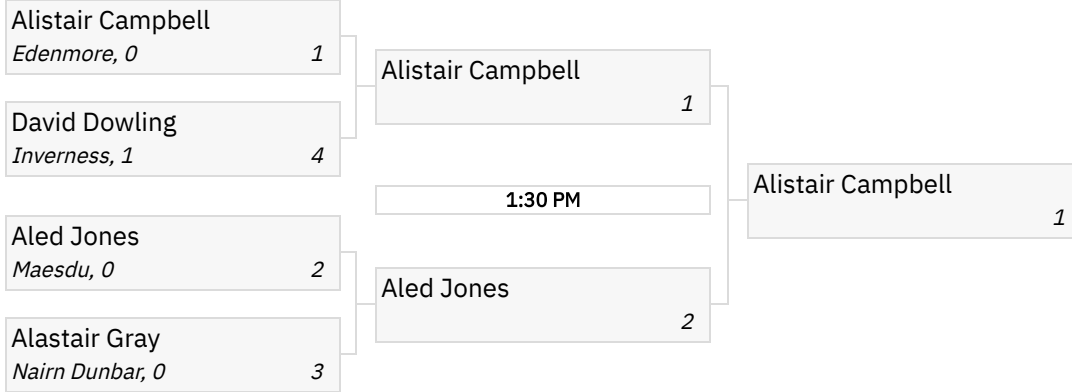 Alistair Campbell
Edenmore, 0 1
David Dowling
Inverness, 1 4
Aled Jones
Maesdu, 0 2
Alastair Gray
Nairn Dunbar, 0 3
Alistair Campbell
1
1:30 PM
Aled Jones
2
Alistair Campbell
1